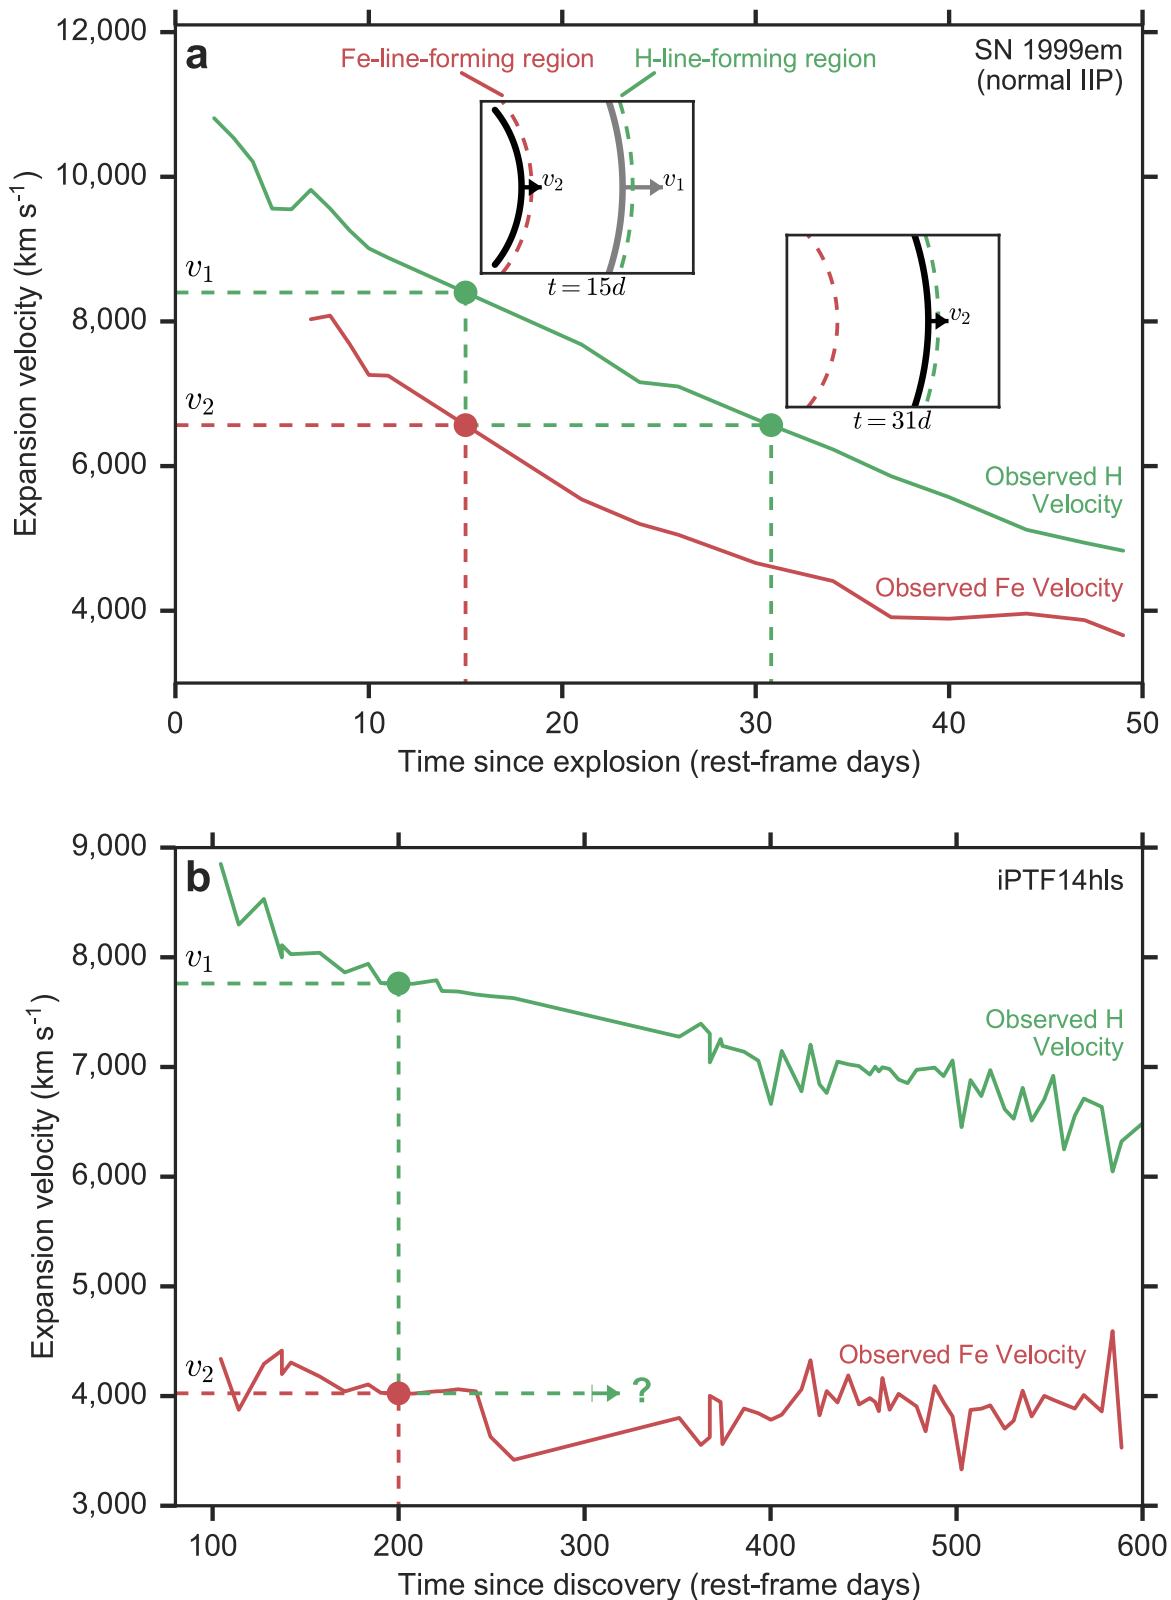 12,000
10,000
8,000
6,000
4,000
Expansion velocity (km s⁻¹)
a
Fe-line-forming region
H-line-forming region
SN 1999em
(normal IIP)
v₂
v₁
t = 15d
v₂
t = 31d
v₁
v₂
Observed H
Velocity
Observed Fe Velocity
0
10
20
30
40
50
Time since explosion (rest-frame days)
9,000
8,000
7,000
6,000
5,000
4,000
3,000
Expansion velocity (km s⁻¹)
b
iPTF14hls
v₁
Observed H
Velocity
v₂
?
Observed Fe Velocity
100
200
300
400
500
600
Time since discovery (rest-frame days)